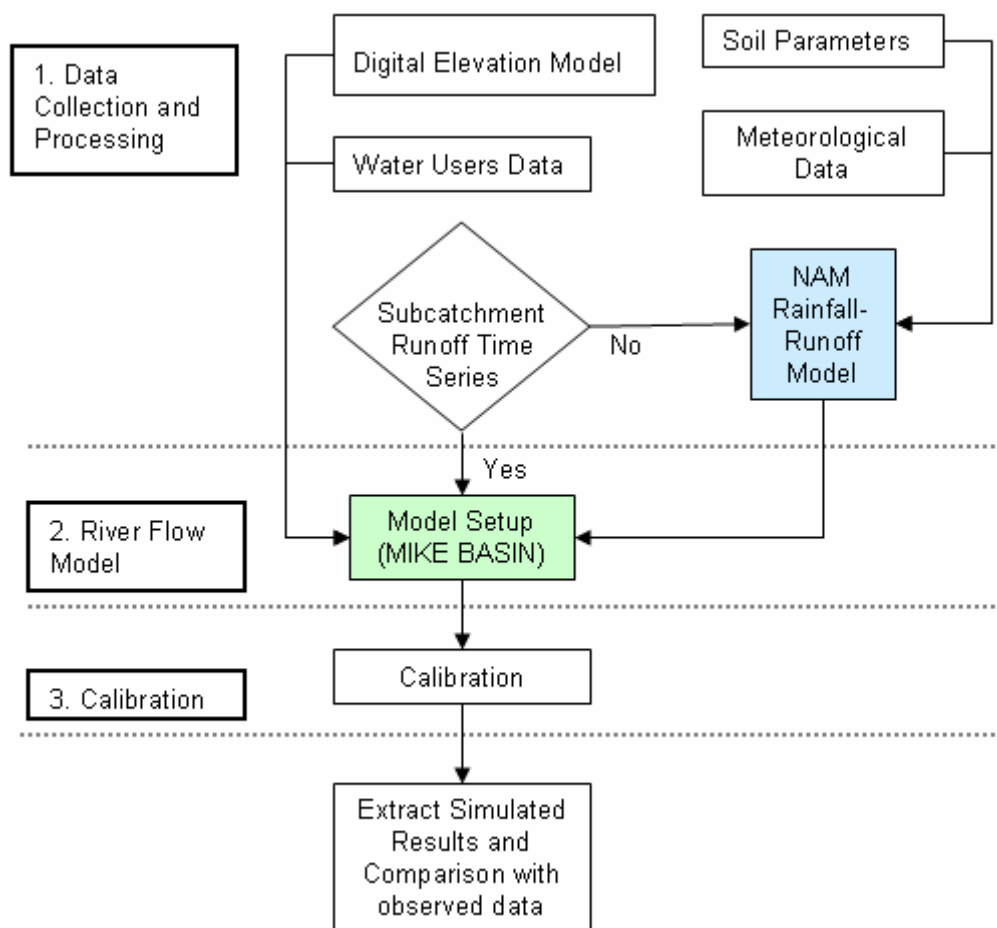 1. Data
Collection and
Processing
Digital Elevation Model
Water Users Data
Soil Parameters
Meteorological
Data
Subcatchment
Runoff Time
Series
No
NAM
Rainfall-
Runoff
Model
Yes
2. River Flow
Model
Model Setup
(MIKE BASIN)
3. Calibration
Calibration
Extract Simulated
Results and
Comparison with
observed data